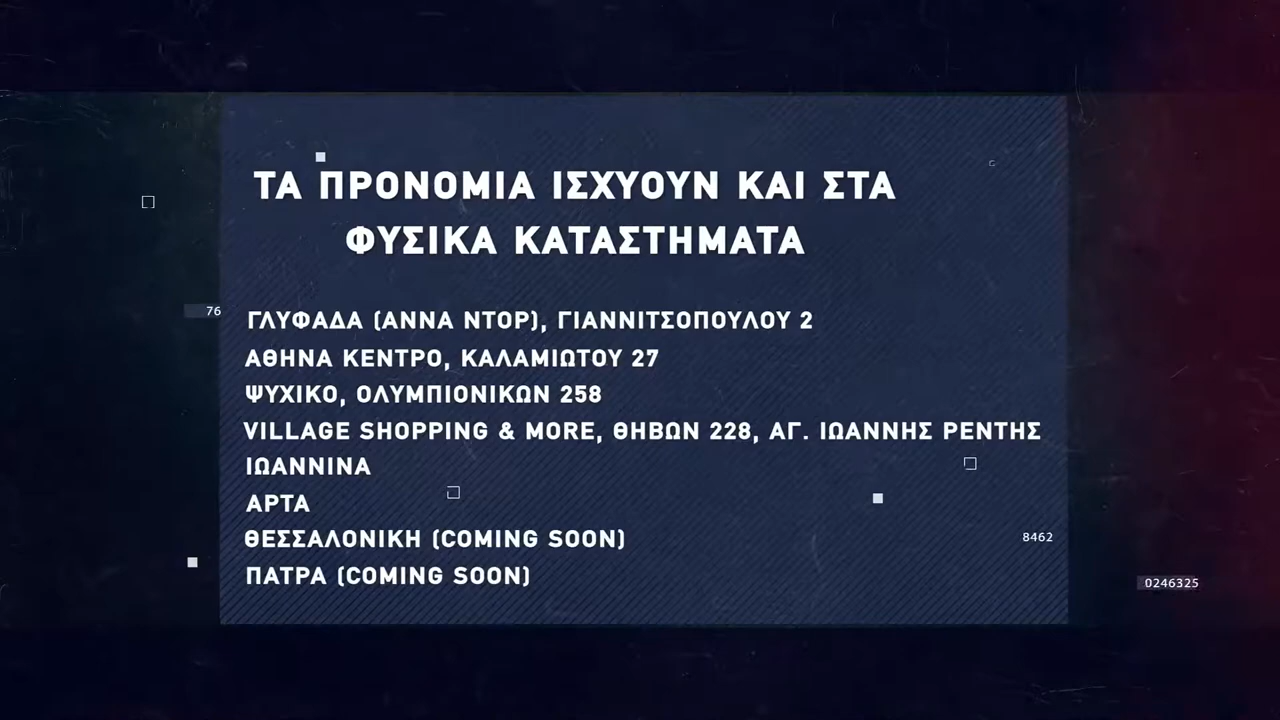 ΤΑ ΠΡΟΝΟΜΙΑ ΙΣΧΥΟΥΝ ΚΑΙ ΣΤΑ
ΦΥΣΙΚΑ ΚΑΤΑΣΤΗΜΑΤΑ
76
ΓΛΥΦΑΔΑ (ΑΝΝΑ ΝΤΟΡ), ΓΙΑΝΝΙΤΣΟΠΟΥΛΟΥ 2
ΑΘΗΝΑ ΚΕΝΤΡΟ, ΚΑΛΑΜΙΩΤΟΥ 27
ΨΥΧΙΚΟ, ΟΛΥΜΠΙΟΝΙΚΩΝ 258
VILLAGE SHOPPING & MORE, ΘΗΒΩΝ 228, ΑΓ. ΙΩΑΝΝΗΣ ΡΕΝΤΗΣ
ΙΩΑΝΝΙΝΑ
ΑΡΤΑ
ΘΕΣΣΑΛΟΝΙΚΗ (COMING SOON)
8462
ΠΑΤΡΑ (COMING SOON)
0246325